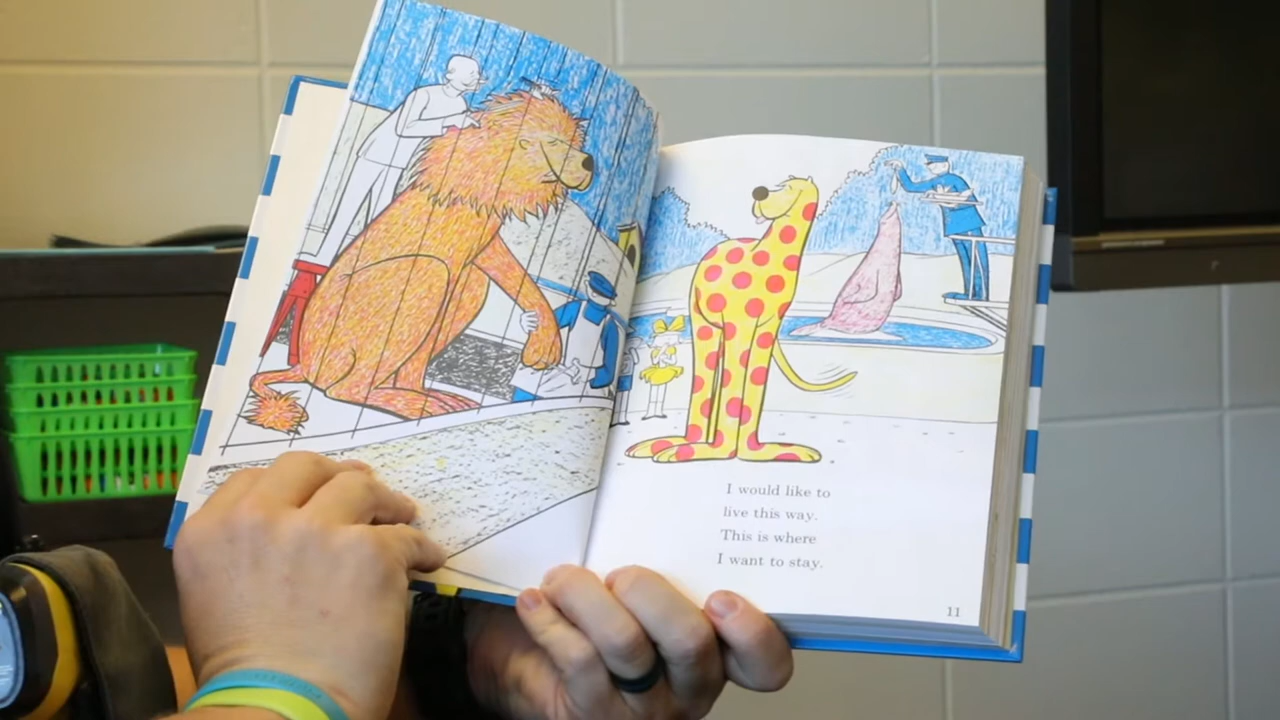 I would like to
live this way.
This is where
I want to stay.
11